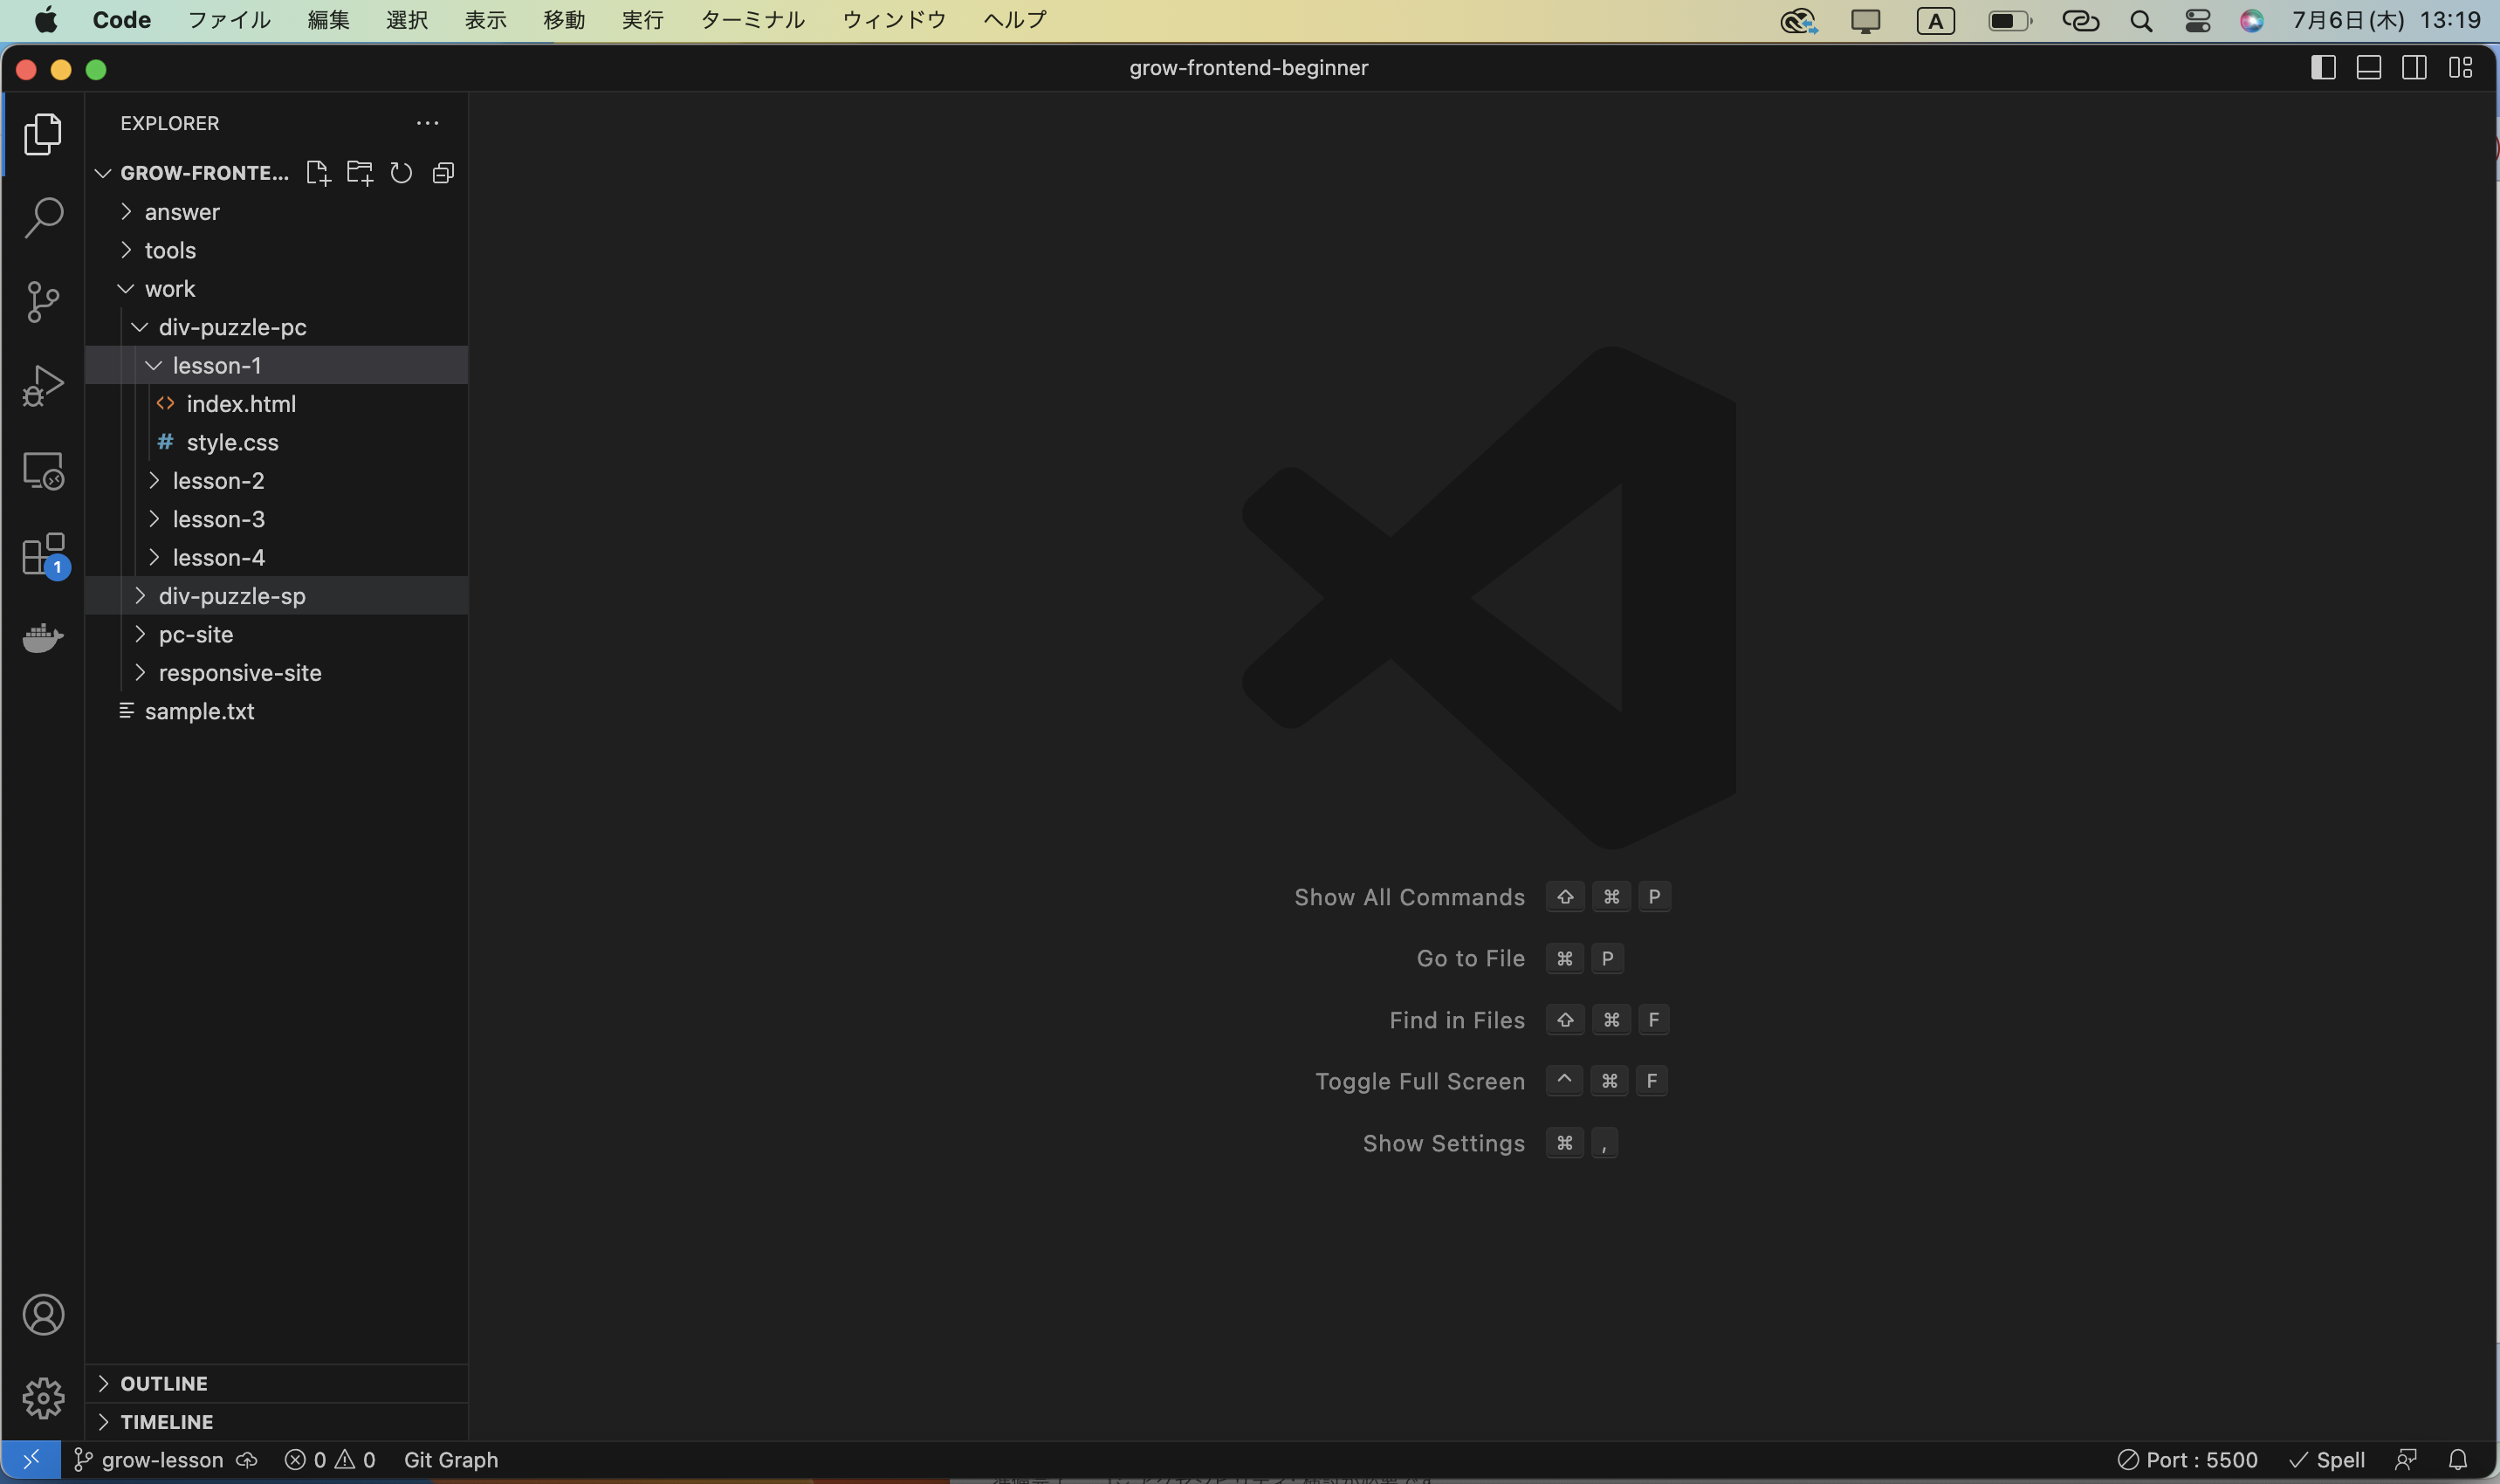 Code ファイル 編集 選択 表示 移動 実行 ターミナル ウィンドウ ヘルプ A 7月6日(木) 13:19
grow-frontend-beginner
EXPLORER
GROW-FRONTE...
answer
tools
work
div-puzzle-pc
lesson-1
<> index.html
# style.css
lesson-2
lesson-3
lesson-4
1
div-puzzle-sp
pc-site
responsive-site
sample.txt
Show All Commands ⇧ ⌘ P
Go to File ⌘ P
Find in Files ⇧ ⌘ F
Toggle Full Screen ^ ⌘ F
Show Settings ⌘ ,
OUTLINE
TIMELINE
grow-lesson 0 0 Git Graph Port : 5500 Spell